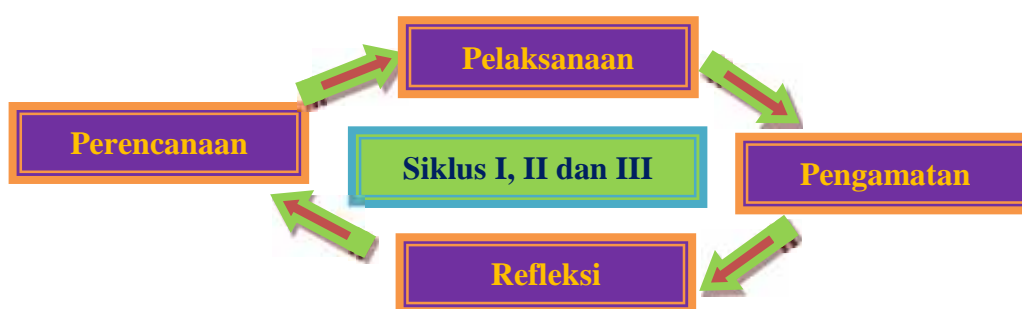 Pelaksanaan
Perencanaan
Siklus I, II dan III
Pengamatan
Refleksi